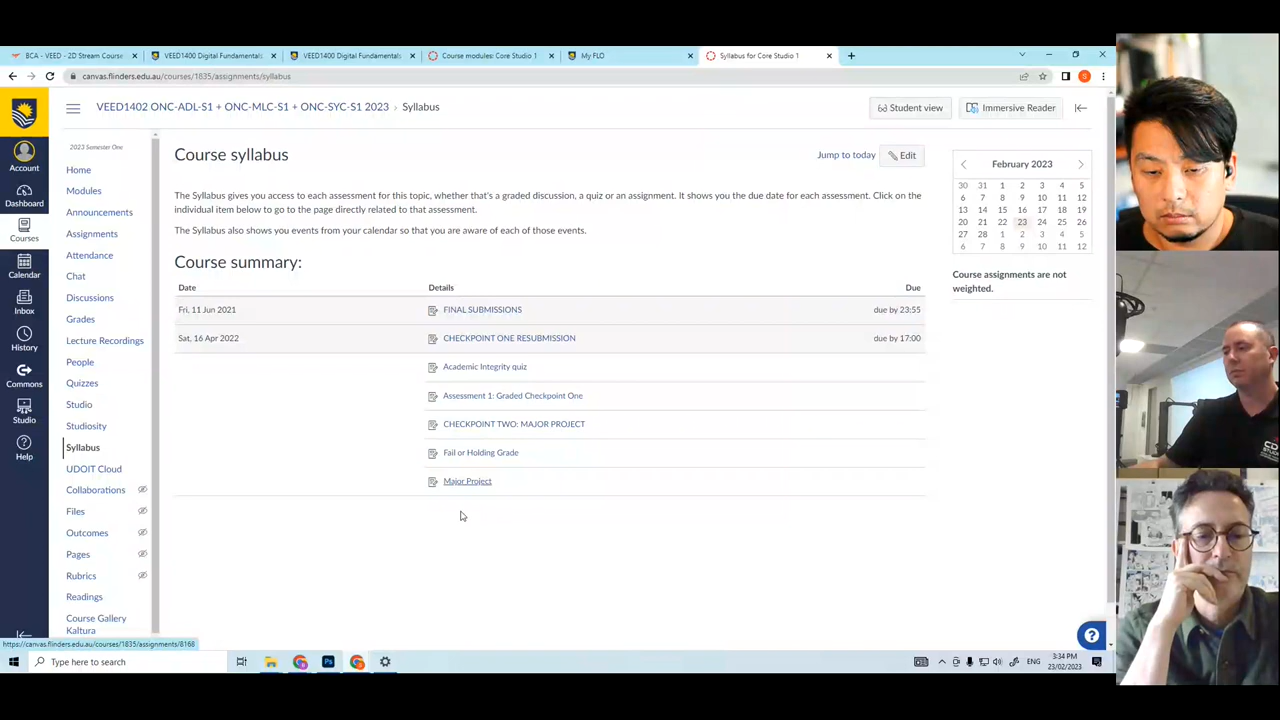 BCA - VEED - 2D Stream Course
VEED1400 Digital Fundamentals
VEED1400 Digital Fundamentals
Course modules: Core Studio 1
My FLO
Syllabus for Core Studio 1
canvas.flinders.edu.au/courses/1835/assignments/syllabus
VEED1402 ONC-ADL-S1 + ONC-MLC-S1 + ONC-SYC-S1 2023 › Syllabus
Student view
Immersive Reader
Account
Dashboard
Courses
Calendar
Inbox
History
Commons
Studio
Help
2023 Semester One
Home
Modules
Announcements
Assignments
Attendance
Chat
Discussions
Grades
Lecture Recordings
People
Quizzes
Studio
Studiosity
Syllabus
UDOIT Cloud
Collaborations
Files
Outcomes
Pages
Rubrics
Readings
Course Gallery
Kaltura
Course syllabus
Jump to today
Edit
The Syllabus gives you access to each assessment for this topic, whether that's a graded discussion, a quiz or an assignment. It shows you the due date for each assessment. Click on the
individual item below to go to the page directly related to that assessment.
The Syllabus also shows you events from your calendar so that you are aware of each of those events.
Course summary:
Date Details Due
Fri, 11 Jun 2021 FINAL SUBMISSIONS due by 23:55
Sat, 16 Apr 2022 CHECKPOINT ONE RESUBMISSION due by 17:00
Academic Integrity quiz
Assessment 1: Graded Checkpoint One
CHECKPOINT TWO: MAJOR PROJECT
Fail or Holding Grade
Major Project
February 2023
30 31 1 2 3 4 5
6 7 8 9 10 11 12
13 14 15 16 17 18 19
20 21 22 23 24 25 26
27 28 1 2 3 4 5
6 7 8 9 10 11 12
Course assignments are not
weighted.
https://canvas.flinders.edu.au/courses/1835/assignments/8168
Type here to search
ENG
3:34 PM
23/02/2023